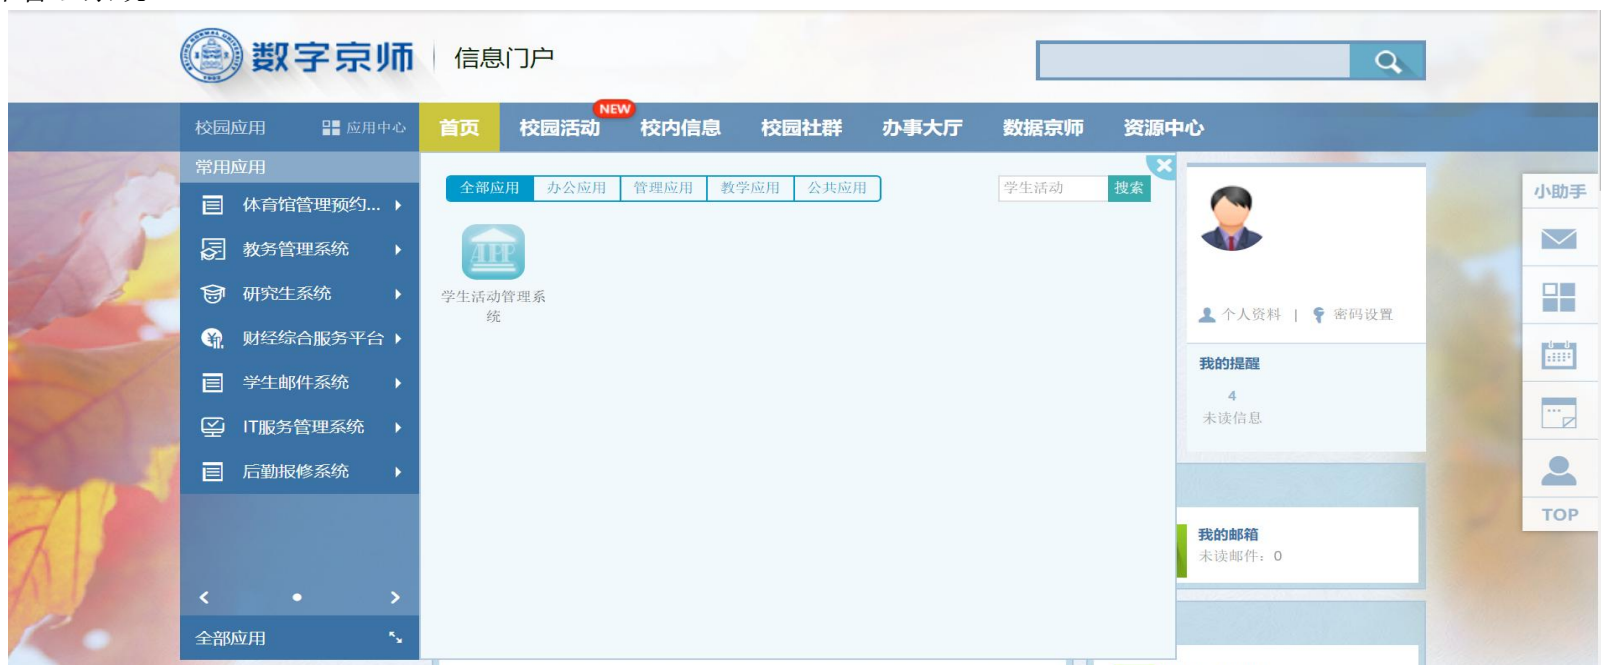 数字京师
信息门户
校园应用
应用中心
首页
校园活动
NEW
校内信息
校园社群
办事大厅
数据京师
资源中心
常用应用
体育馆管理预约...
教务管理系统
研究生系统
财经综合服务平台
学生邮件系统
IT服务管理系统
后勤报修系统
全部应用
全部应用
办公应用
管理应用
教学应用
公共应用
学生活动
搜索
学生活动管理系
统
个人资料 | 密码设置
我的提醒
4
未读信息
我的邮箱
未读邮件：0
小助手
TOP